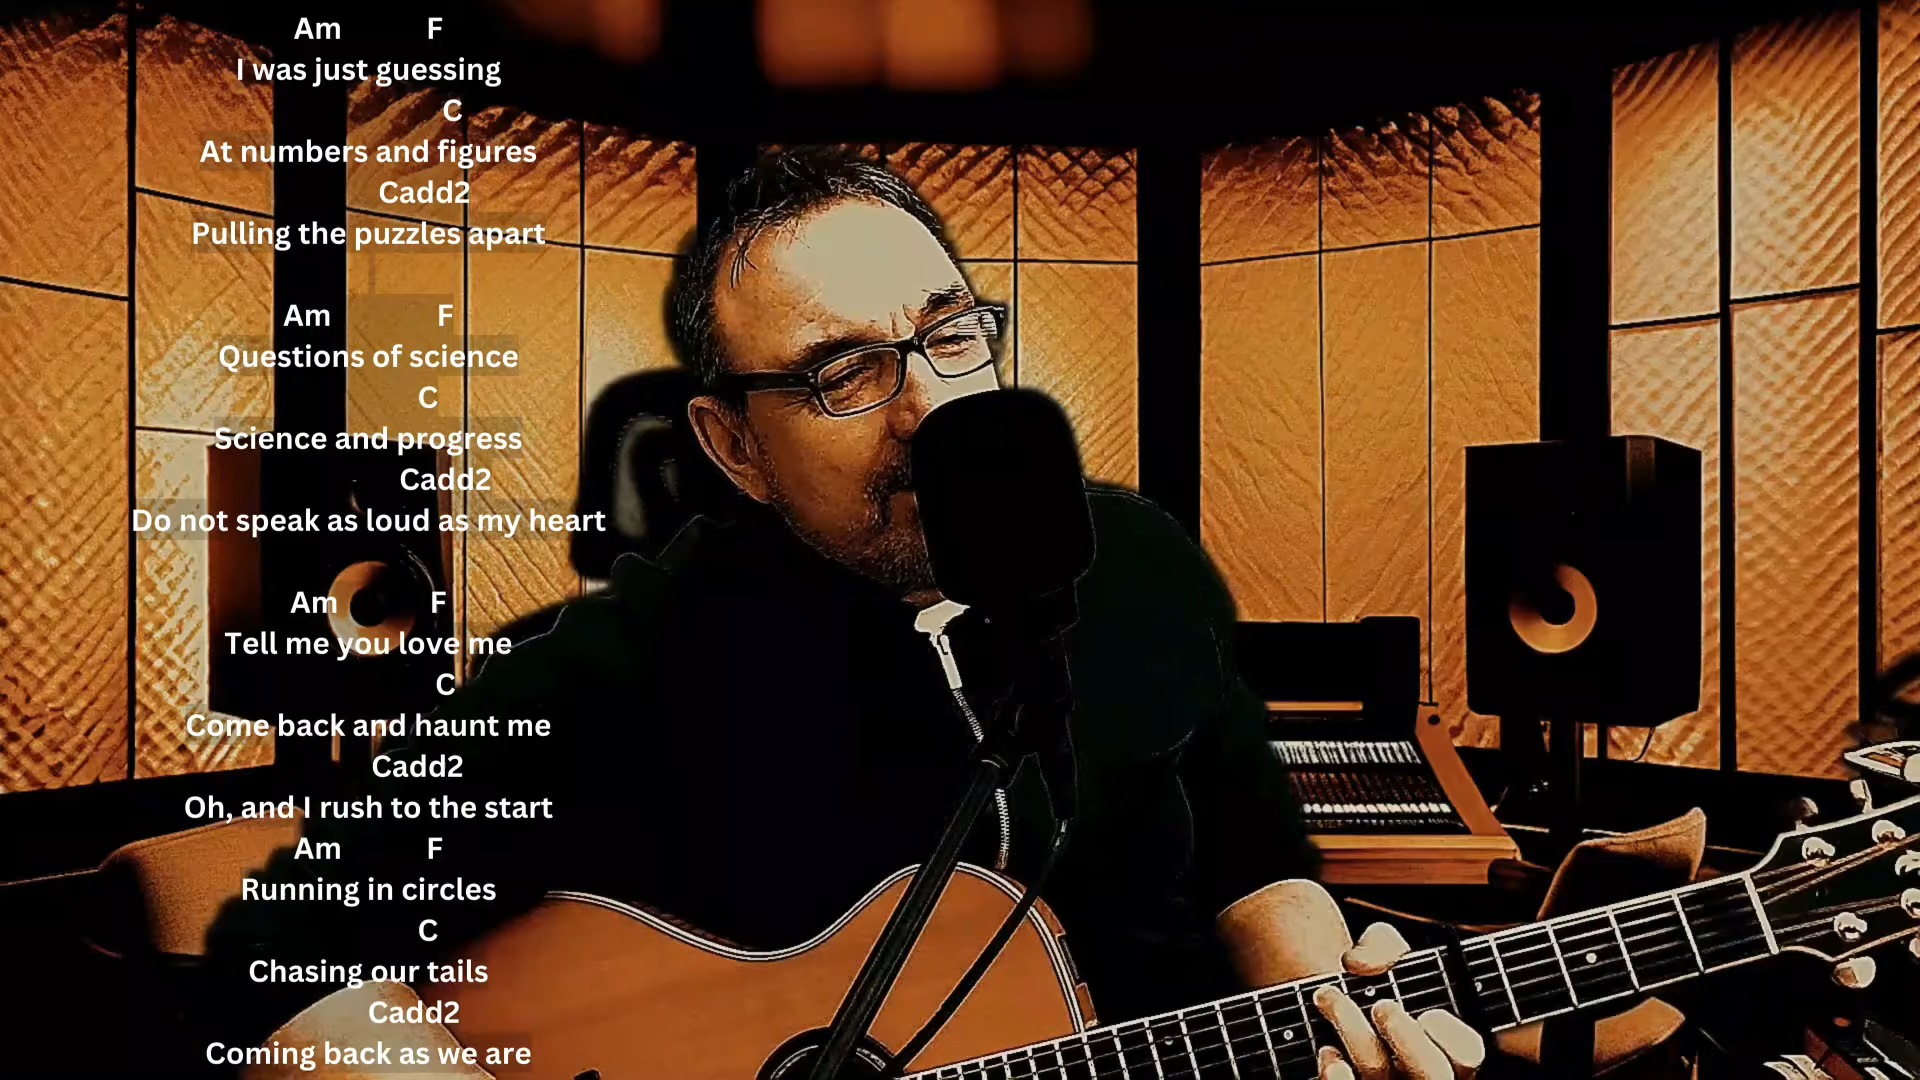 Am F
I was just guessing
C
At numbers and figures
Cadd2
Pulling the puzzles apart
Am F
Questions of science
C
Science and progress
Cadd2
Do not speak as loud as my heart
Am F
Tell me you love me
C
Come back and haunt me
Cadd2
Oh, and I rush to the start
Am F
Running in circles
C
Chasing our tails
Cadd2
Coming back as we are